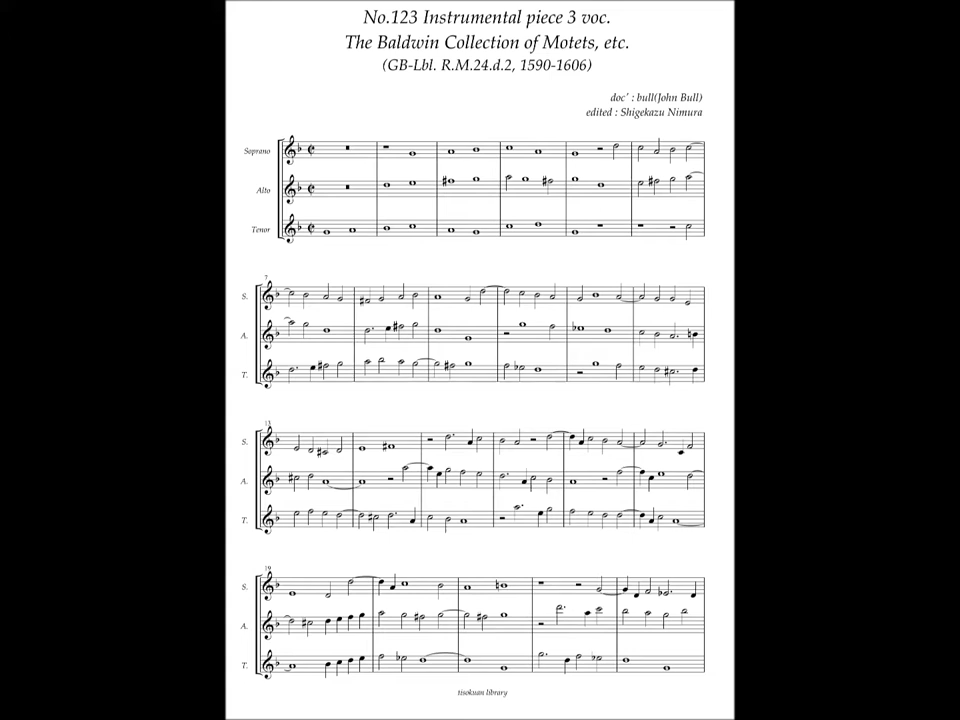 No.123 Instrumental piece 3 voc.
The Baldwin Collection of Motets, etc.
(GB-Lbl. R.M.24.d.2, 1590-1606)
doc' : bull(John Bull)
edited : Shigekazu Nimura
Soprano
Alto
Tenor
7
S.
A.
T.
13
S.
A.
T.
19
S.
A.
T.
tisokuan library